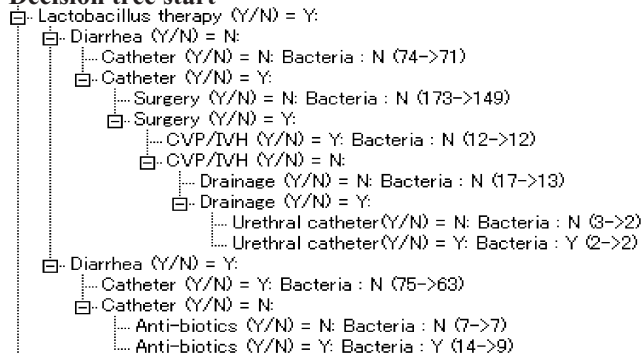 Decision tree start
Lactobacillus therapy (Y/N) = Y:
Diarrhea (Y/N) = N:
Catheter (Y/N) = N: Bacteria : N (74->71)
Catheter (Y/N) = Y:
Surgery (Y/N) = N: Bacteria : N (173->149)
Surgery (Y/N) = Y:
CVP/IVH (Y/N) = Y: Bacteria : N (12->12)
CVP/IVH (Y/N) = N:
Drainage (Y/N) = N: Bacteria : N (17->13)
Drainage (Y/N) = Y:
Urethral catheter(Y/N) = N: Bacteria : N (3->2)
Urethral catheter(Y/N) = Y: Bacteria : Y (2->2)
Diarrhea (Y/N) = Y:
Catheter (Y/N) = Y: Bacteria : N (75->63)
Catheter (Y/N) = N:
Anti-biotics (Y/N) = N: Bacteria : N (7->7)
Anti-biotics (Y/N) = Y: Bacteria : Y (14->9)